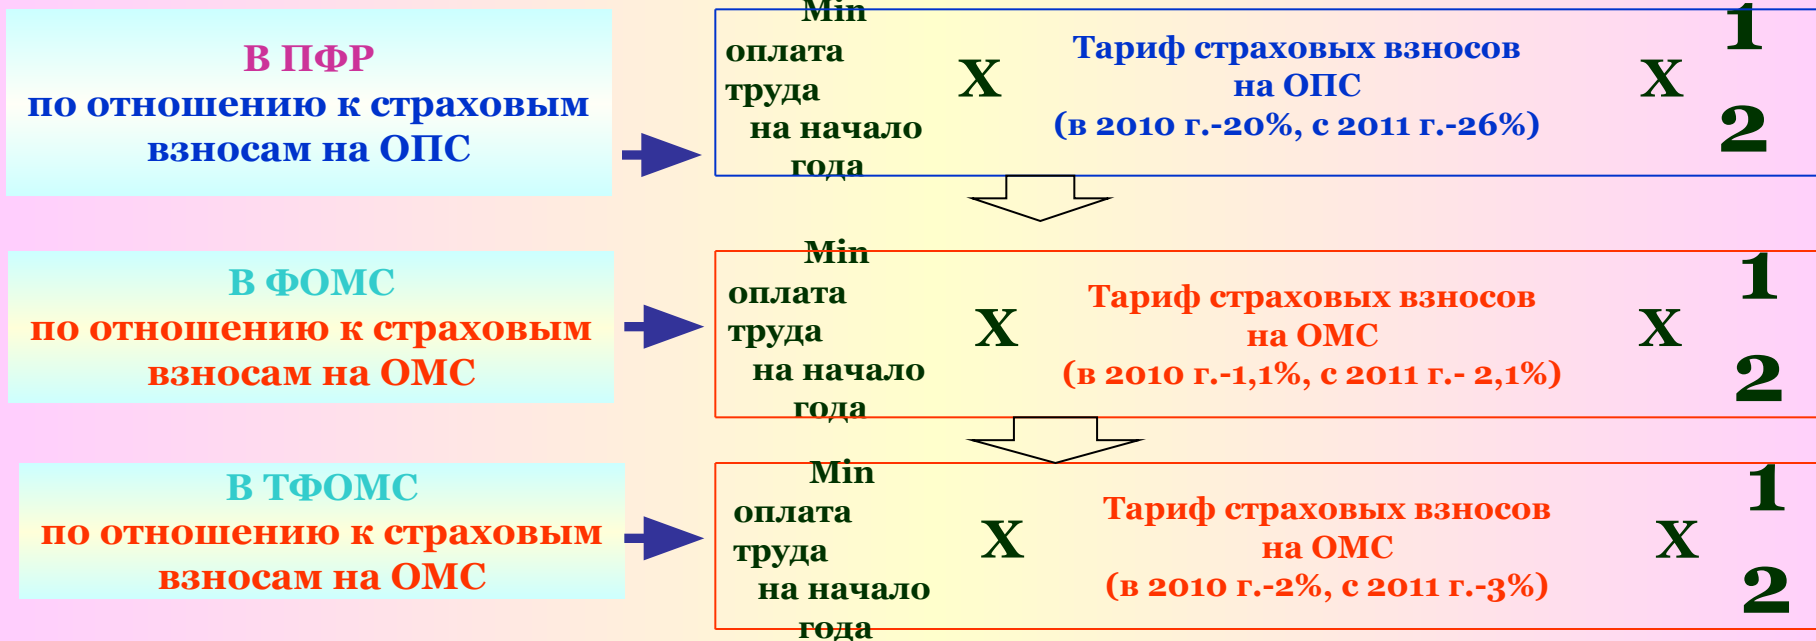 В ПФР
по отношению к страховым
взносам на ОПС
Min
оплата
труда
на начало
года
X
Тариф страховых взносов
на ОПС
(в 2010 г.-20%, с 2011 г.-26%)
X
1
2
В ФОМС
по отношению к страховым
взносам на ОМС
Min
оплата
труда
на начало
года
X
Тариф страховых взносов
на ОМС
(в 2010 г.-1,1%, с 2011 г.- 2,1%)
X
1
2
В ТФОМС
по отношению к страховым
взносам на ОМС
Min
оплата
труда
на начало
года
X
Тариф страховых взносов
на ОМС
(в 2010 г.-2%, с 2011 г.-3%)
X
1
2